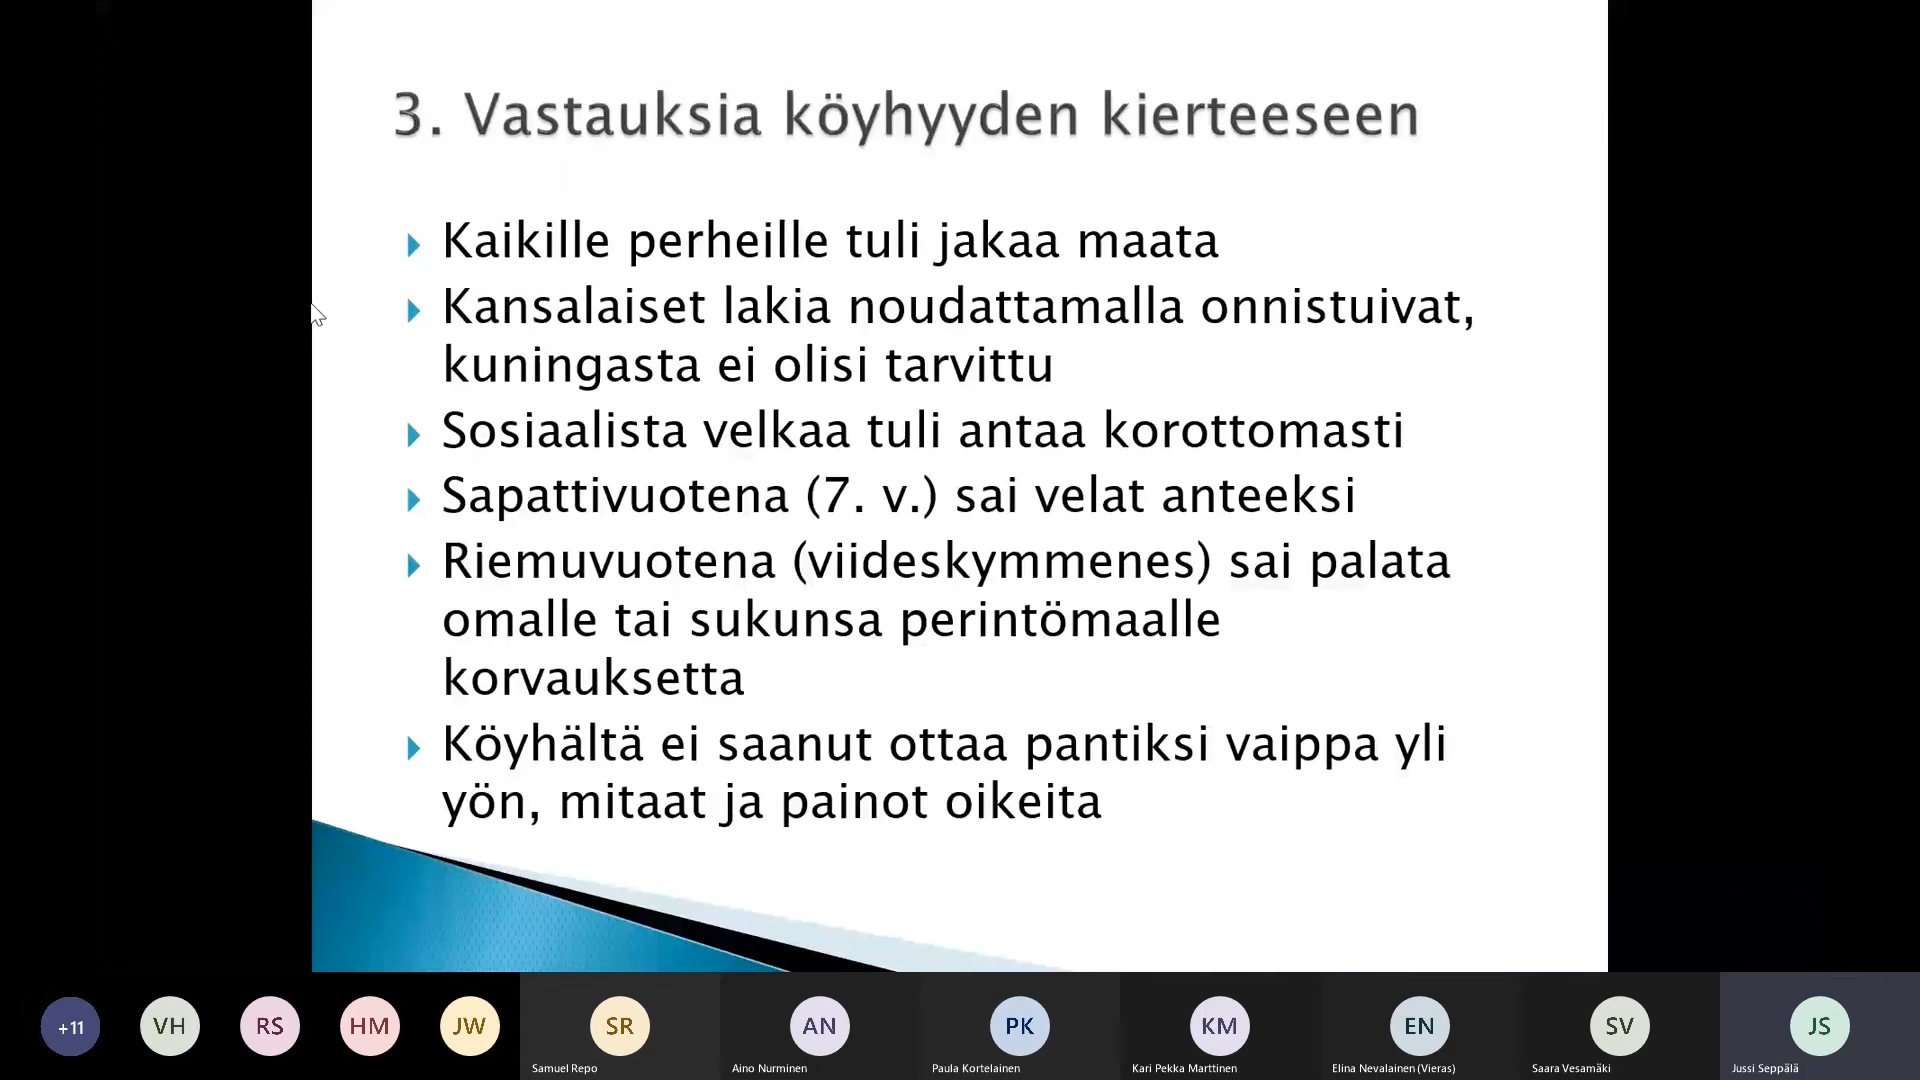 3. Vastauksia köyhyyden kierteeseen
Kaikille perheille tuli jakaa maata
Kansalaiset lakia noudattamalla onnistuivat,
kuningasta ei olisi tarvittu
Sosiaalista velkaa tuli antaa korottomasti
Sapattivuotena (7. v.) sai velat anteeksi
Riemuvuotena (viideskymmenes) sai palata
omalle tai sukunsa perintömaalle
korvauksetta
Köyhältä ei saanut ottaa pantiksi vaippa yli
yön, mitaat ja painot oikeita
+11 VH RS HM JW SR AN PK KM EN SV JS
Samuel Repo Aino Nurminen Paula Kortelainen Kari Pekka Marttinen Elina Nevalainen (Vieras) Saara Vesamäki Jussi Seppälä